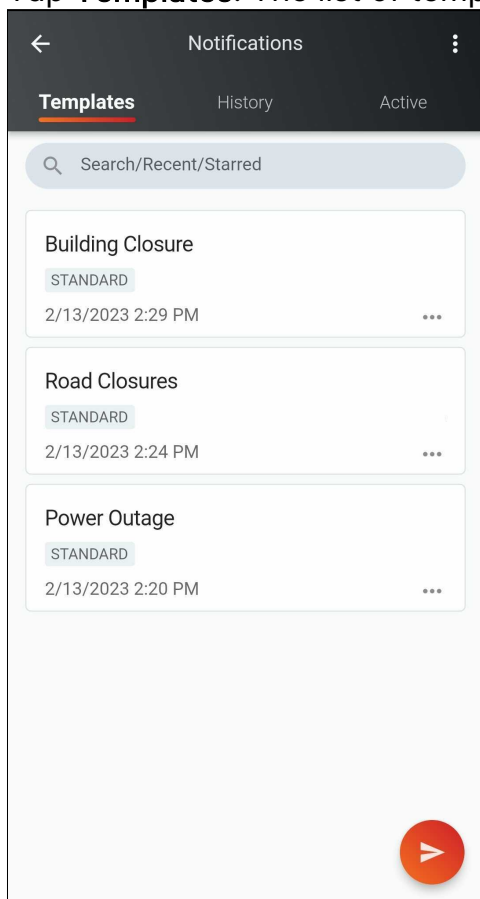 Tap Templates. The list of temp
Notifications
Templates History Active
Search/Recent/Starred
Building Closure
STANDARD
2/13/2023 2:29 PM
Road Closures
STANDARD
2/13/2023 2:24 PM
Power Outage
STANDARD
2/13/2023 2:20 PM